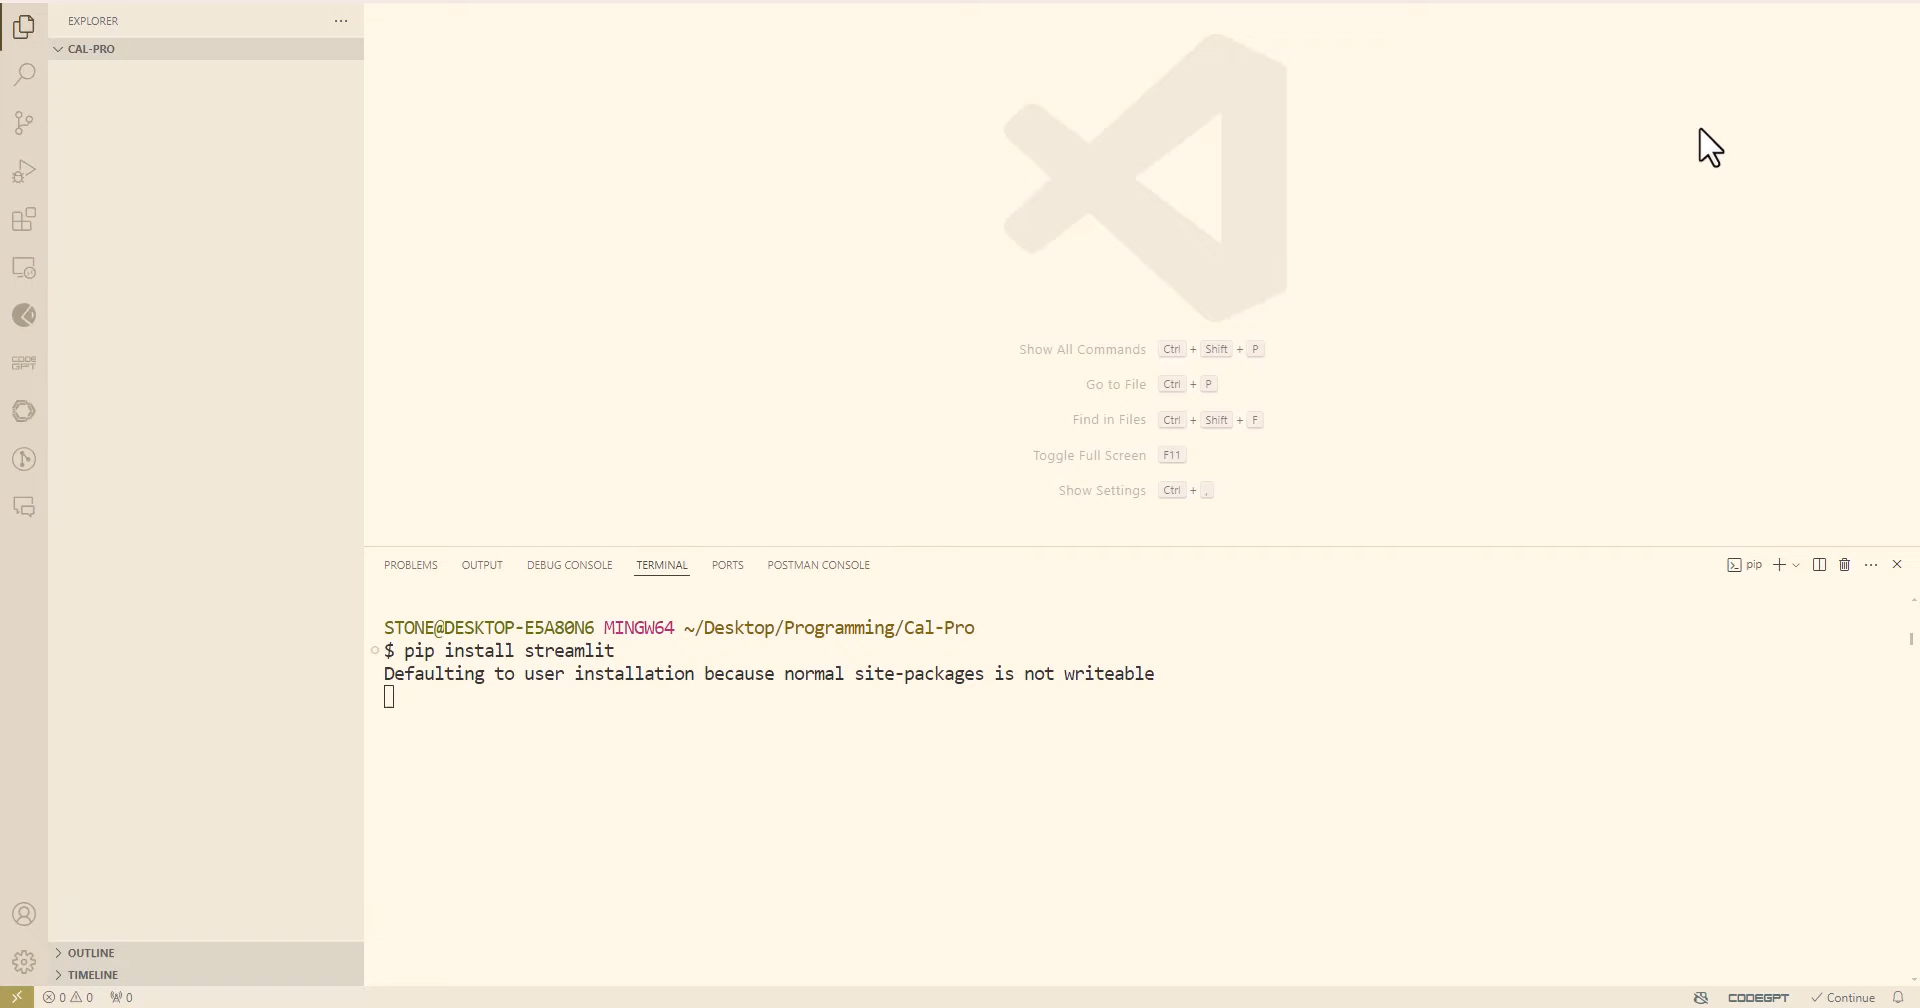 EXPLORER
CAL-PRO
Show All Commands Ctrl + Shift + P
Go to File Ctrl + P
Find in Files Ctrl + Shift + F
Toggle Full Screen F11
Show Settings Ctrl + ,
CODE
GPT
PROBLEMS OUTPUT DEBUG CONSOLE TERMINAL PORTS POSTMAN CONSOLE
pip
STONE@DESKTOP-E5A80N6 MINGW64 ~/Desktop/Programming/Cal-Pro
$ pip install streamlit
Defaulting to user installation because normal site-packages is not writeable
OUTLINE
TIMELINE
0 0 0
CODEGPT Continue